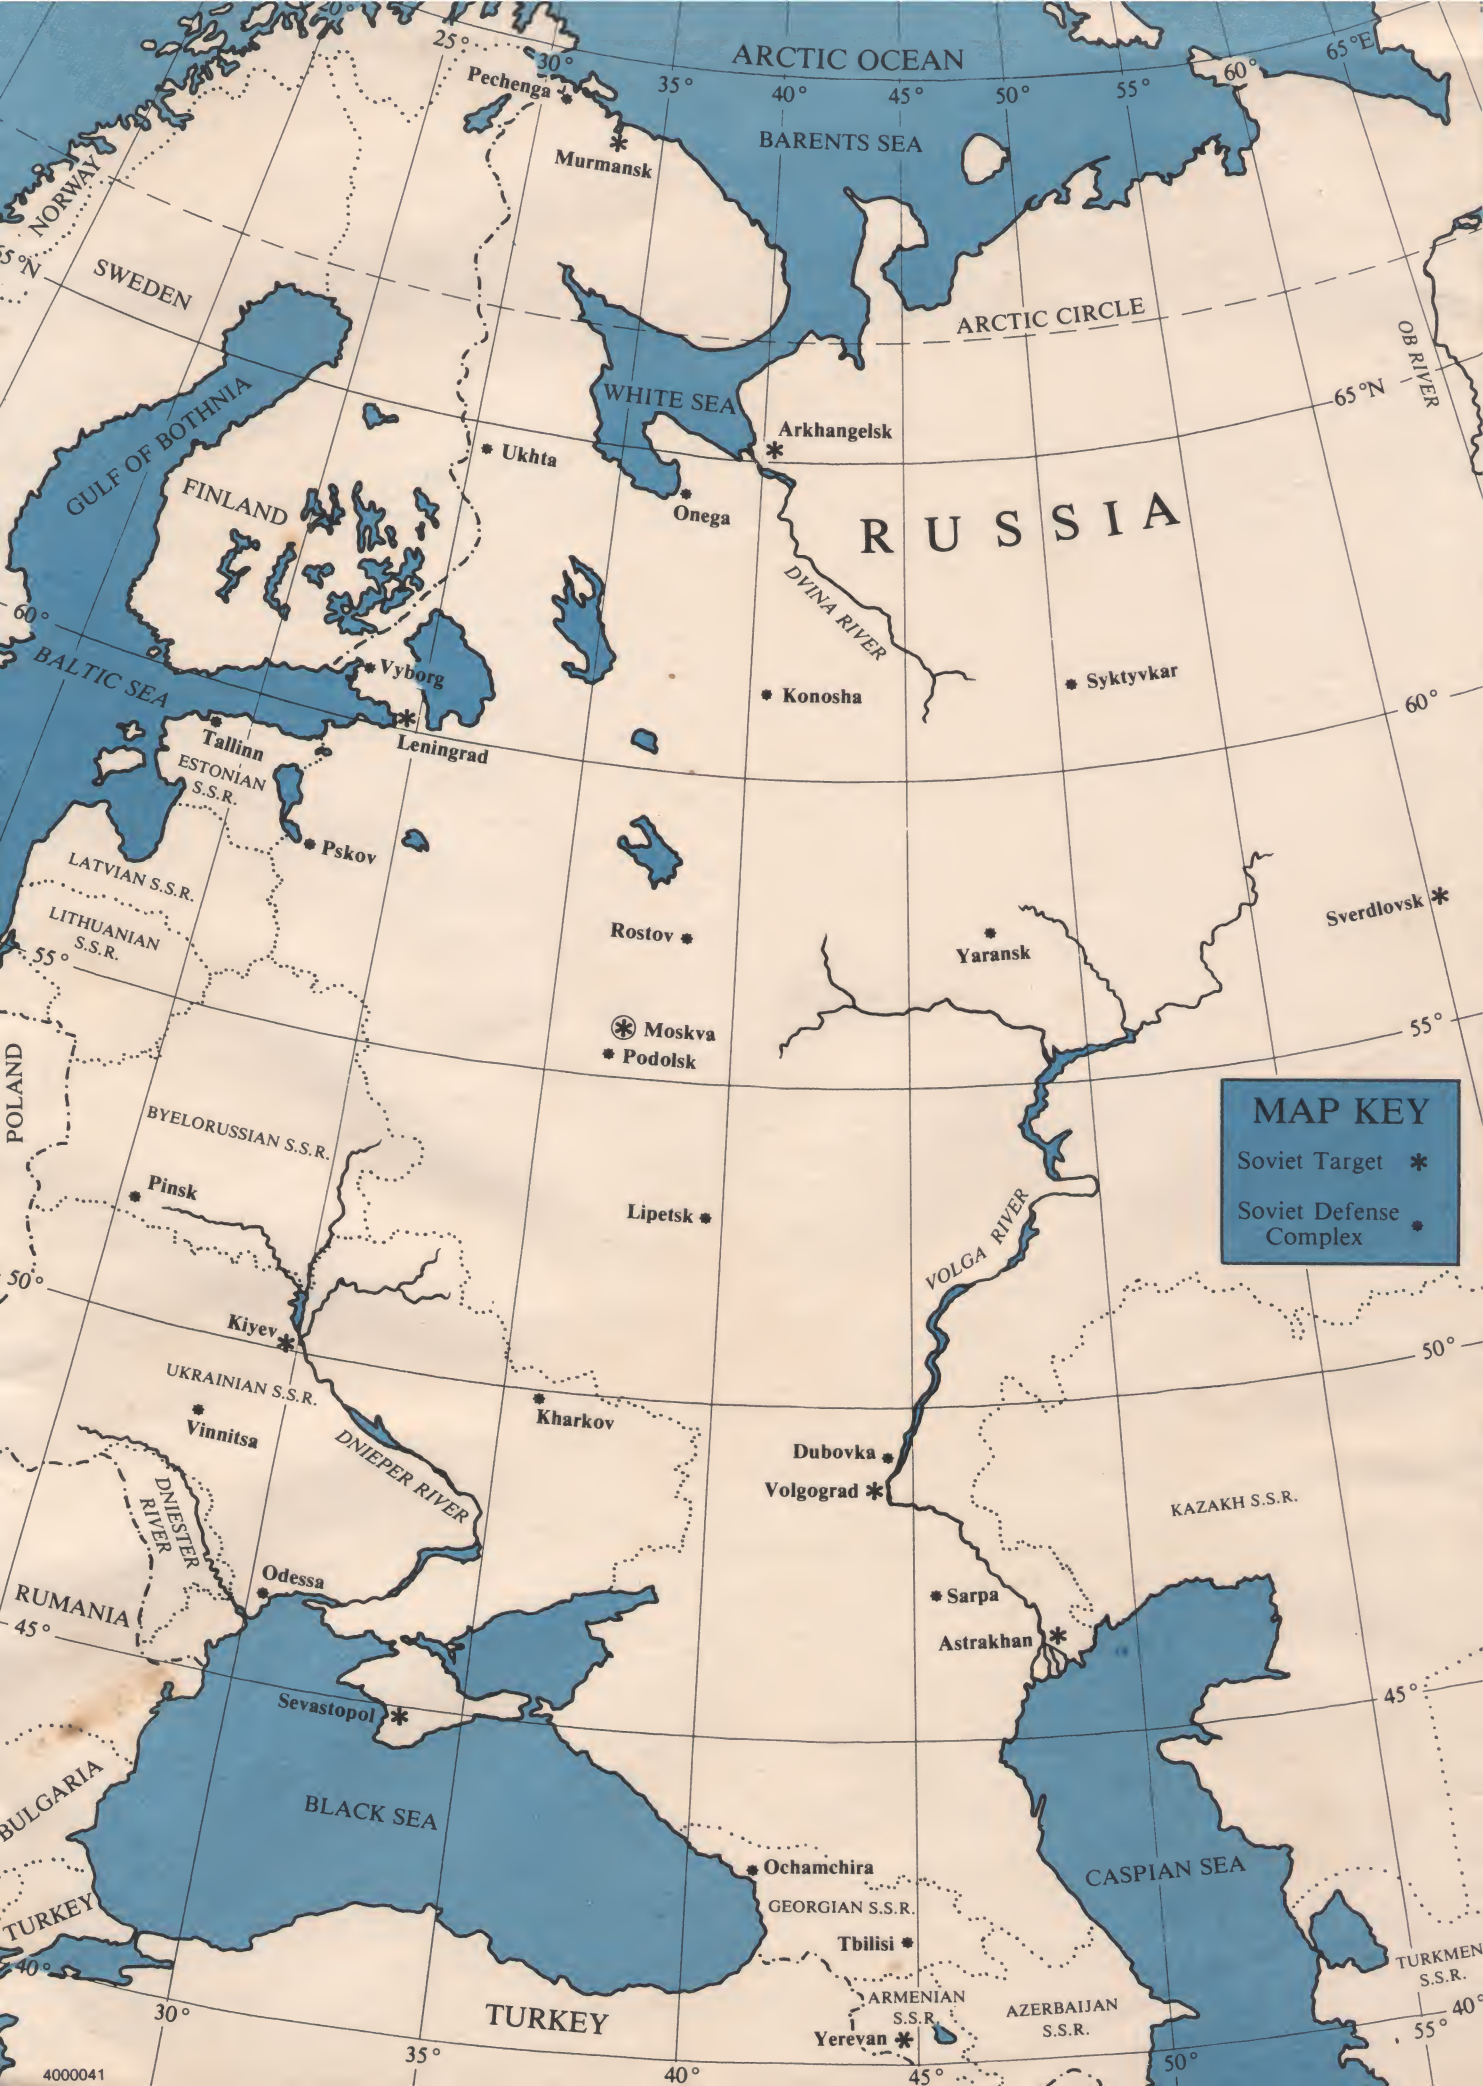 20°
25°
30°
35°
40°
45°
50°
55°
60°
65°E
ARCTIC OCEAN
Pechenga
BARENTS SEA
Murmansk
NORWAY
5°N
SWEDEN
ARCTIC CIRCLE
OB RIVER
65°N
WHITE SEA
GULF OF BOTHNIA
Arkhangelsk
Ukhta
FINLAND
Onega
RUSSIA
DVINA RIVER
60°
BALTIC SEA
Vyborg
Konosha
Syktyvkar
60°
Tallinn
Leningrad
ESTONIAN
S.S.R.
Pskov
LATVIAN S.S.R.
LITHUANIAN
S.S.R.
Rostov
Yaransk
Sverdlovsk
55°
Moskva
Podolsk
55°
POLAND
BYELORUSSIAN S.S.R.
MAP KEY
Soviet Target
Soviet Defense
Complex
Pinsk
Lipetsk
VOLGA RIVER
50°
Kiyev
UKRAINIAN S.S.R.
50°
Kharkov
Vinnitsa
DNIEPER RIVER
Dubovka
Volgograd
DNIESTER
RIVER
KAZAKH S.S.R.
Odessa
RUMANIA
Sarpa
45°
Astrakhan
Sevastopol
45°
BULGARIA
BLACK SEA
Ochamchira
CASPIAN SEA
GEORGIAN S.S.R.
TURKEY
Tbilisi
40°
TURKMEN
S.S.R.
ARMENIAN
S.S.R.
AZERBAIJAN
S.S.R.
40°
30°
TURKEY
Yerevan
55°
35°
40°
45°
50°
4000041